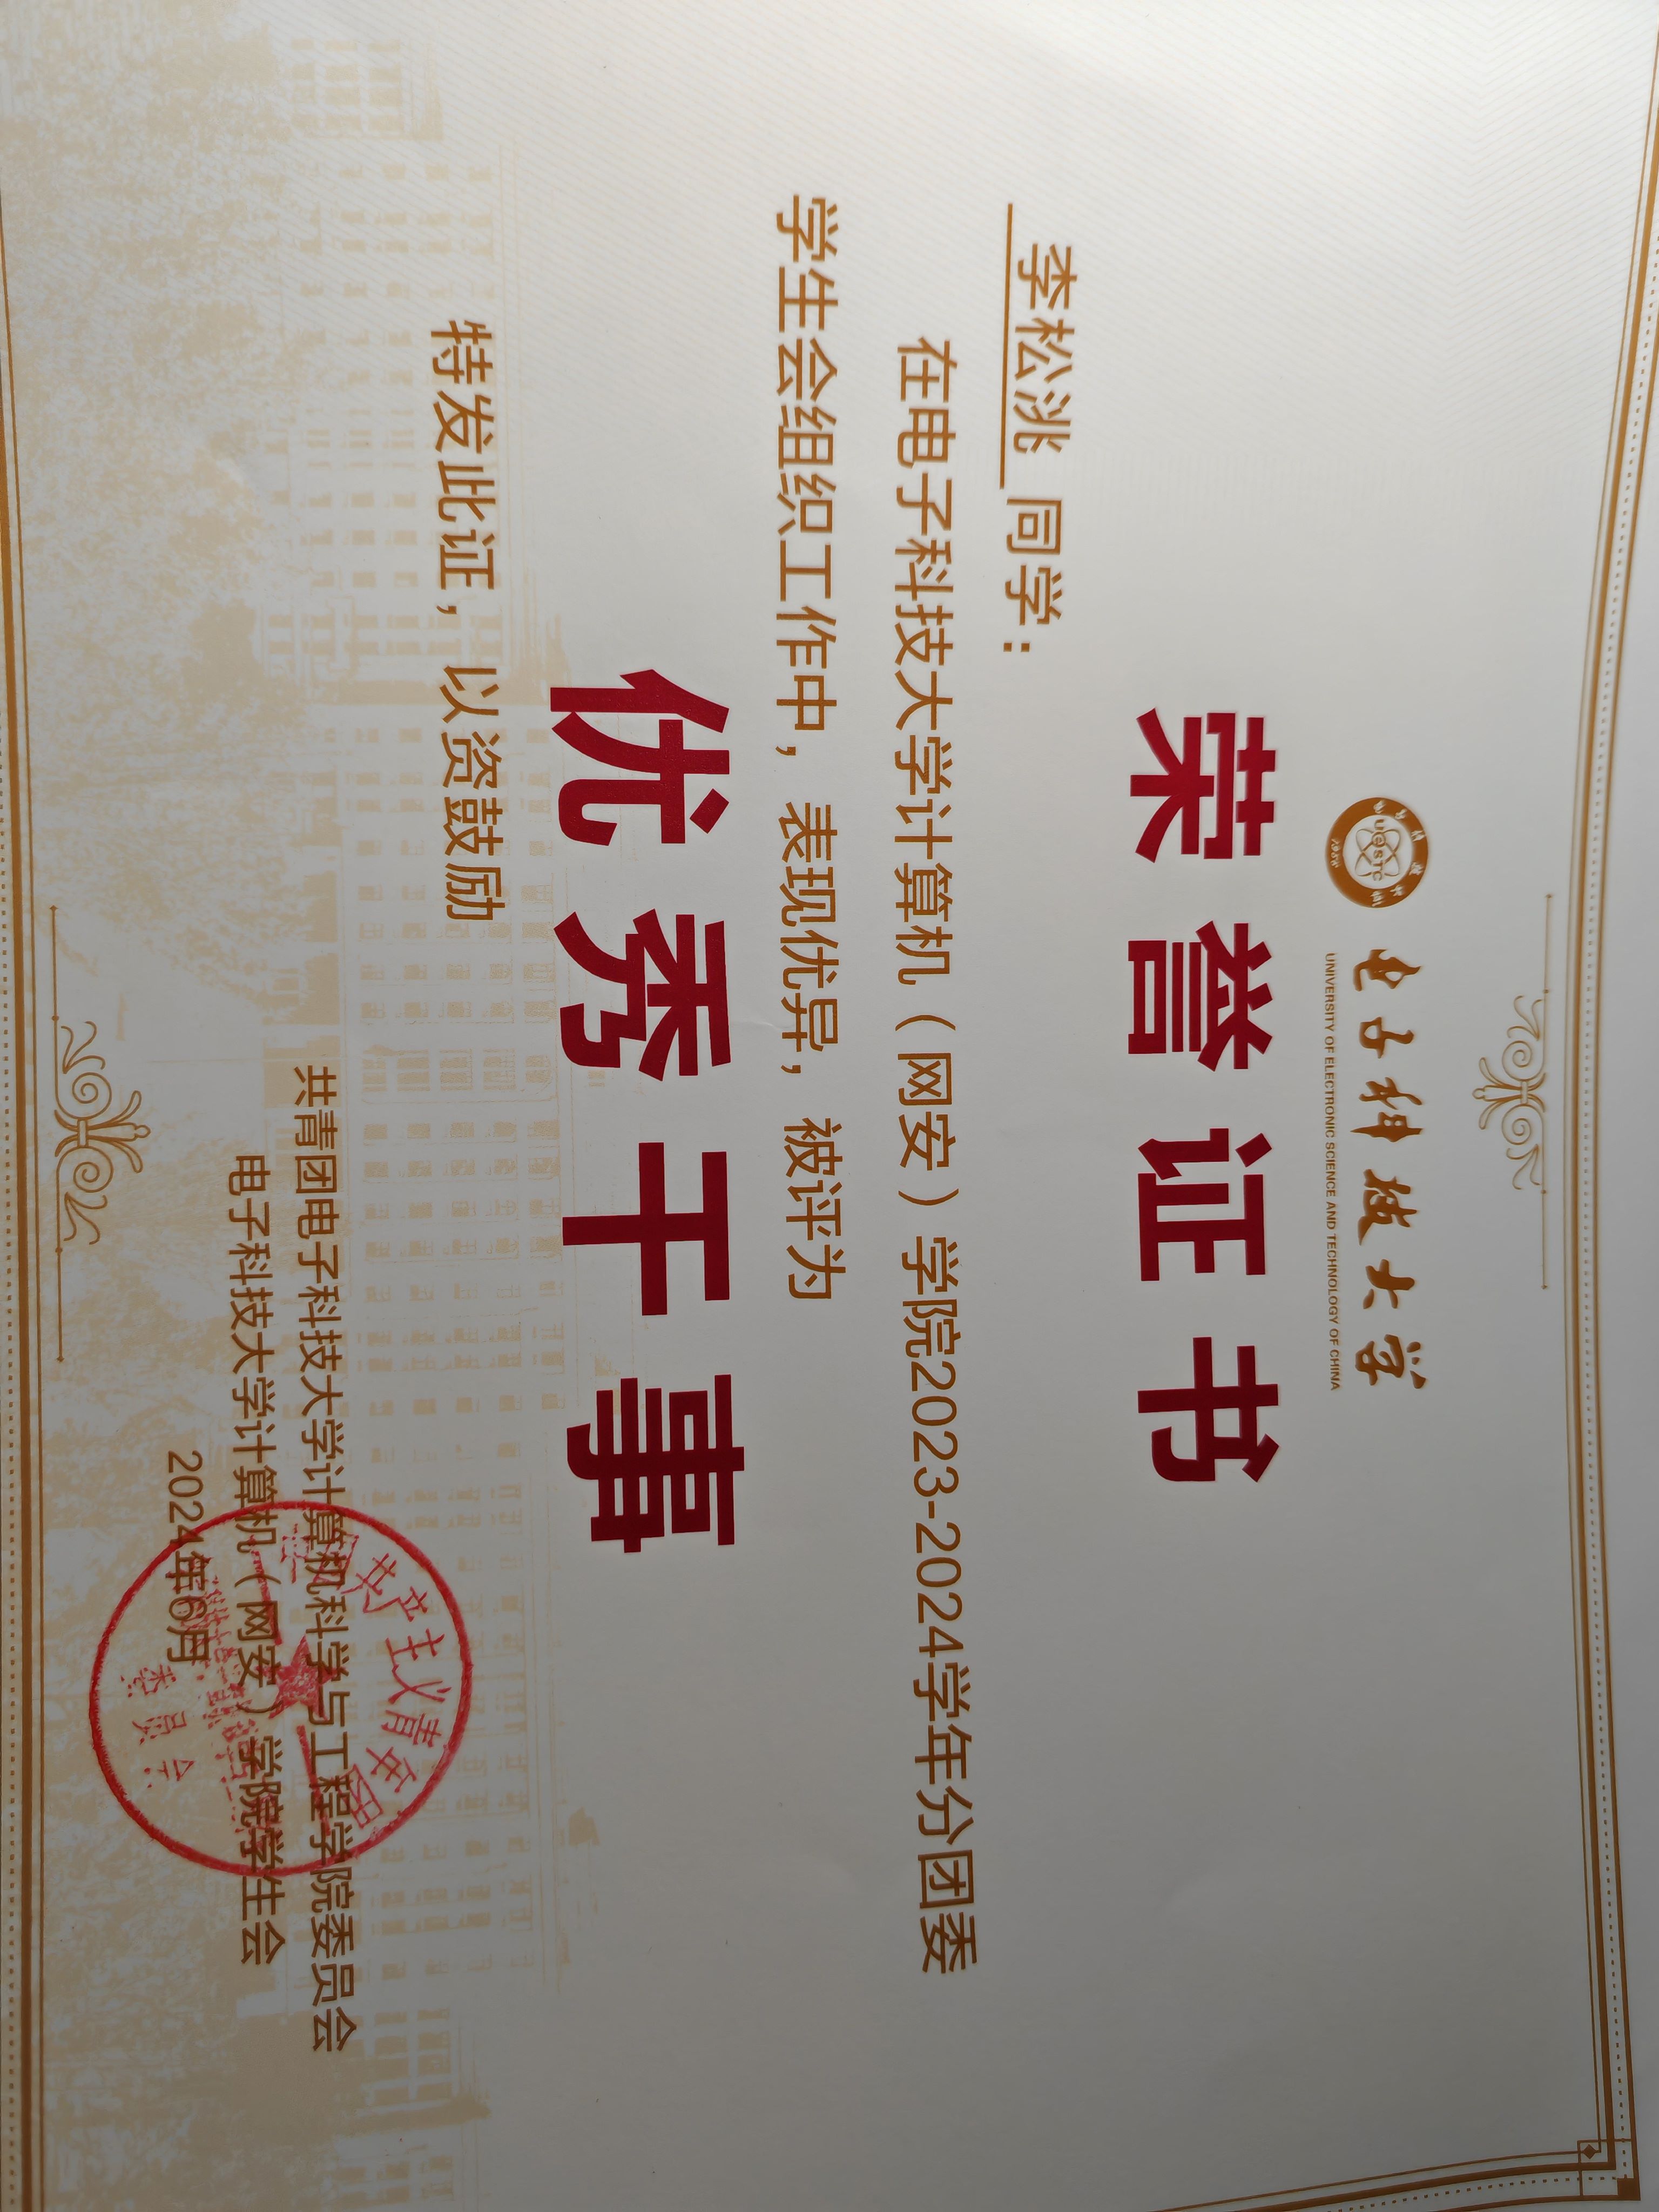 UESTC
1956
电子科技大学
UNIVERSITY OF ELECTRONIC SCIENCE AND TECHNOLOGY OF CHINA
荣誉证书
李松洮 同学：
在电子科技大学计算机（网安）学院2023-2024学年分团委
学生会组织工作中，表现优异，被评为
优秀干事
特发此证，以资鼓励
中国共产主义青年团
共青团电子科技大学计算机科学与工程学院委员会
电子科技大学计算机（网安）学院学生会
2024年6月
委员会